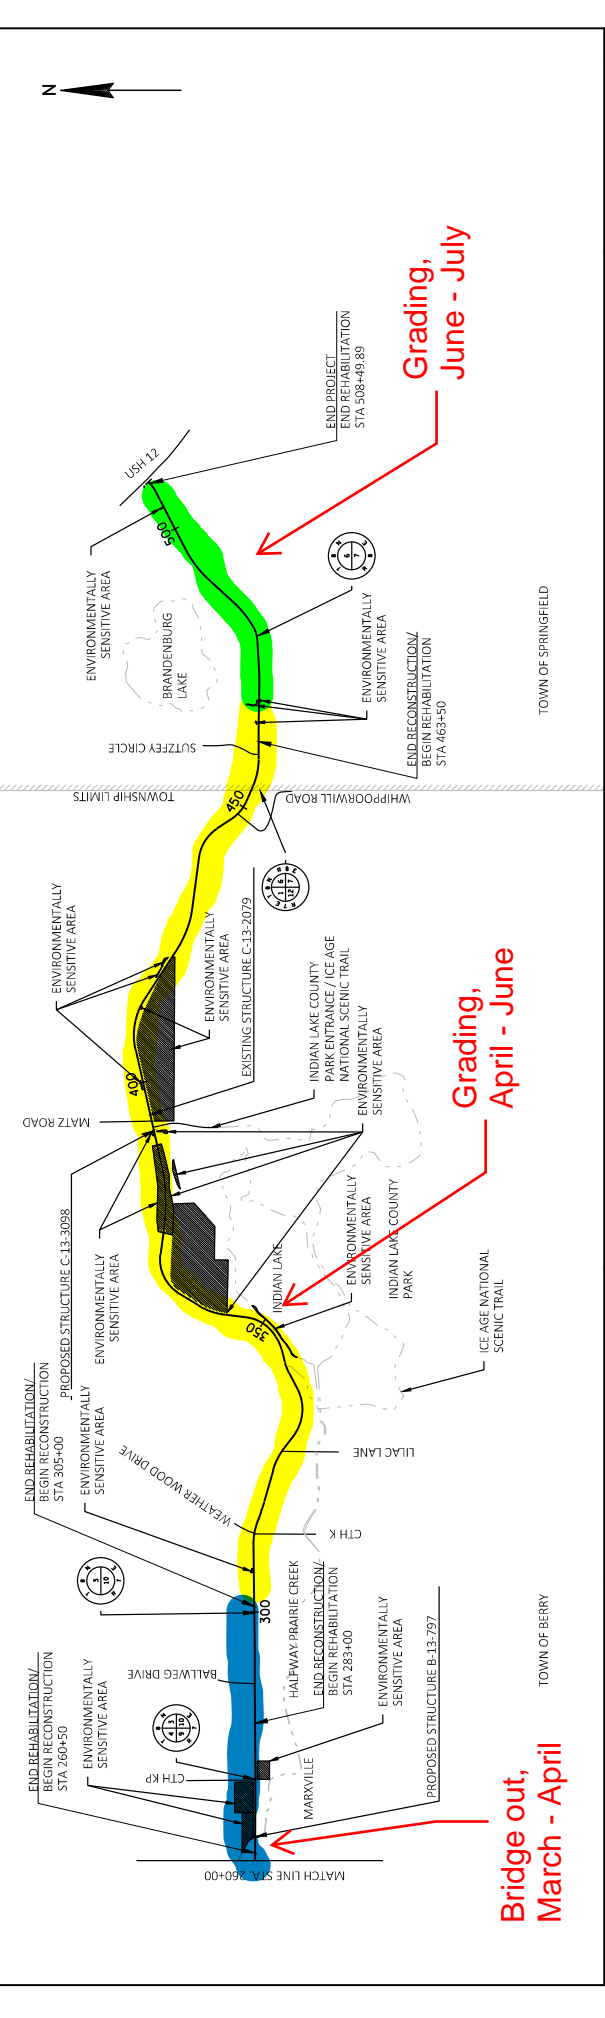 N
USH 12
END PROJECT
END REHABILITATION
STA 508+49.89
Grading,
June - July
500
ENVIRONMENTALLY
SENSITIVE AREA
BRANDENBURG
LAKE
ENVIRONMENTALLY
SENSITIVE AREA
END RECONSTRUCTION/
BEGIN REHABILITATION
STA 463+50
TOWN OF SPRINGFIELD
SUTZFEY CIRCLE
TOWNSHIP LIMITS
WHIPPOORWILL ROAD
450
ENVIRONMENTALLY
SENSITIVE AREA
ENVIRONMENTALLY
SENSITIVE AREA
EXISTING STRUCTURE C-13-2079
INDIAN LAKE COUNTY
PARK ENTRANCE / ICE AGE
NATIONAL SCENIC TRAIL
ENVIRONMENTALLY
SENSITIVE AREA
Grading,
April - June
400
MATZ ROAD
PROPOSED STRUCTURE C-13-3098
ENVIRONMENTALLY
SENSITIVE AREA
INDIAN LAKE
ENVIRONMENTALLY
SENSITIVE AREA
INDIAN LAKE COUNTY
PARK
ICE AGE NATIONAL
SCENIC TRAIL
350
END REHABILITATION/
BEGIN RECONSTRUCTION
STA 305+00
ENVIRONMENTALLY
SENSITIVE AREA
WEATHER WOOD DRIVE
LILAC LANE
CTH K
300
HALFWAY PRAIRIE CREEK
END RECONSTRUCTION/
BEGIN REHABILITATION
STA 283+00
ENVIRONMENTALLY
SENSITIVE AREA
TOWN OF BERRY
BALLWEG DRIVE
END REHABILITATION/
BEGIN RECONSTRUCTION
STA 260+50
ENVIRONMENTALLY
SENSITIVE AREA
CTH KP
MARXVILLE
PROPOSED STRUCTURE B-13-797
MATCH LINE STA. 260+00
Bridge out,
March - April